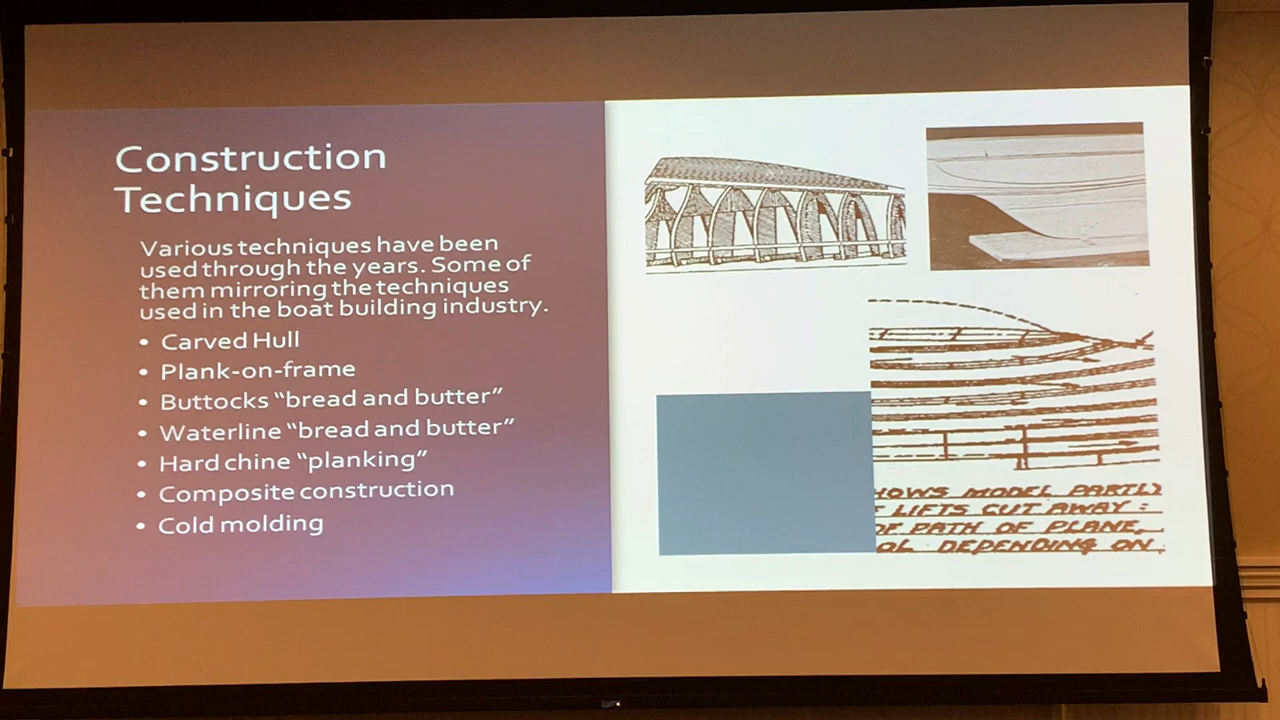 Construction
Techniques
Various techniques have been
used through the years. Some of
them mirroring the techniques
used in the boat building industry.
• Carved Hull
• Plank-on-frame
• Buttocks “bread and butter”
• Waterline “bread and butter”
• Hard chine “planking”
• Composite construction
• Cold molding
HOWS MODEL PARTLY
LIFTS CUT AWAY:
OF PATH OF PLANE,
OL DEPENDING ON